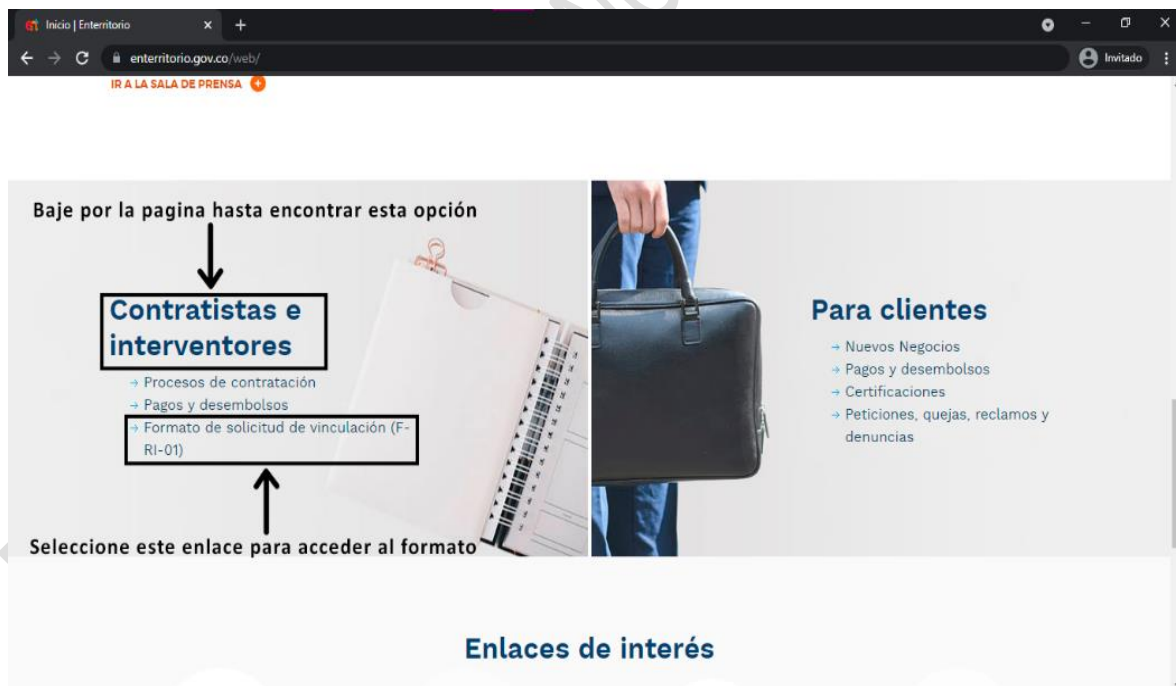 Inicio | Enterritorio
enterritorio.gov.co/web/
Invitado
IR A LA SALA DE PRENSA
Baje por la pagina hasta encontrar esta opción
Contratistas e
interventores
Procesos de contratación
Pagos y desembolsos
Formato de solicitud de vinculación (F-
RI-01)
Seleccione este enlace para acceder al formato
Para clientes
Nuevos Negocios
Pagos y desembolsos
Certificaciones
Peticiones, quejas, reclamos y
denuncias
Enlaces de interés